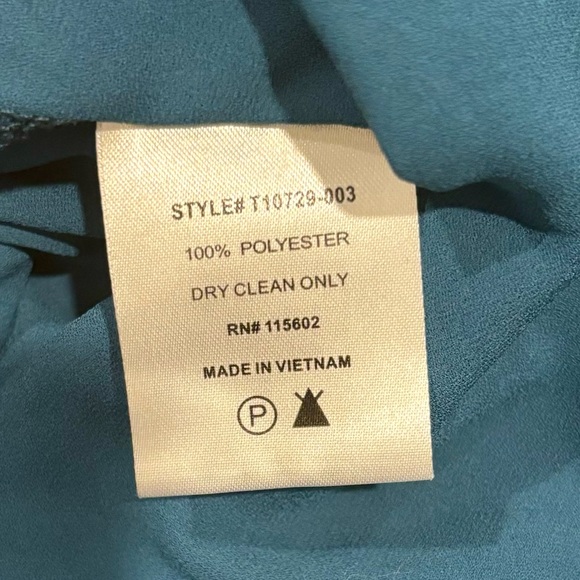 STYLE# T10729-003
100% POLYESTER
DRY CLEAN ONLY
RN# 115602
MADE IN VIETNAM
P